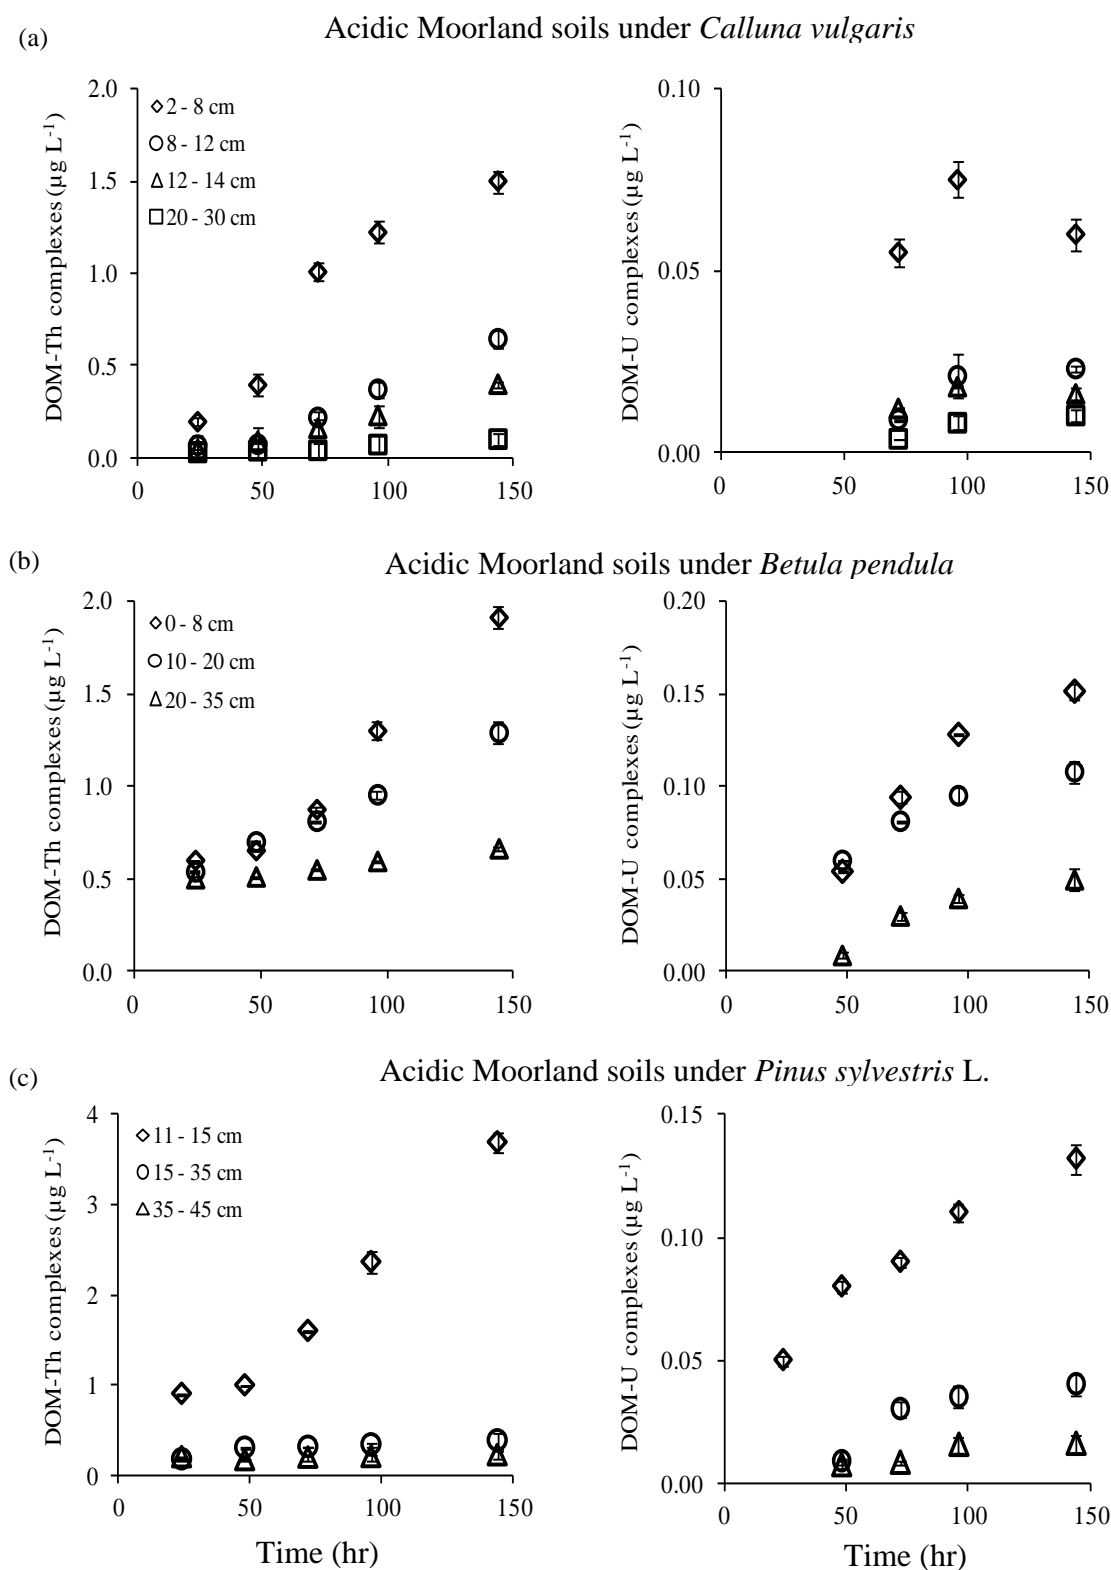 (a)
Acidic Moorland soils under Calluna vulgaris
DOM-Th complexes (µg L-1)
2.0
1.5
1.0
0.5
0.0
0 50 100 150
2 - 8 cm
8 - 12 cm
12 - 14 cm
20 - 30 cm
DOM-U complexes (µg L-1)
0.10
0.05
0.00
0 50 100 150
(b)
Acidic Moorland soils under Betula pendula
DOM-Th complexes (µg L-1)
2.0
1.5
1.0
0.5
0.0
0 50 100 150
0 - 8 cm
10 - 20 cm
20 - 35 cm
DOM-U complexes (µg L-1)
0.20
0.15
0.10
0.05
0.00
0 50 100 150
(c)
Acidic Moorland soils under Pinus sylvestris L.
DOM-Th complexes (µg L-1)
4
3
2
1
0
0 50 100 150
Time (hr)
11 - 15 cm
15 - 35 cm
35 - 45 cm
DOM-U complexes (µg L-1)
0.15
0.10
0.05
0.00
0 50 100 150
Time (hr)